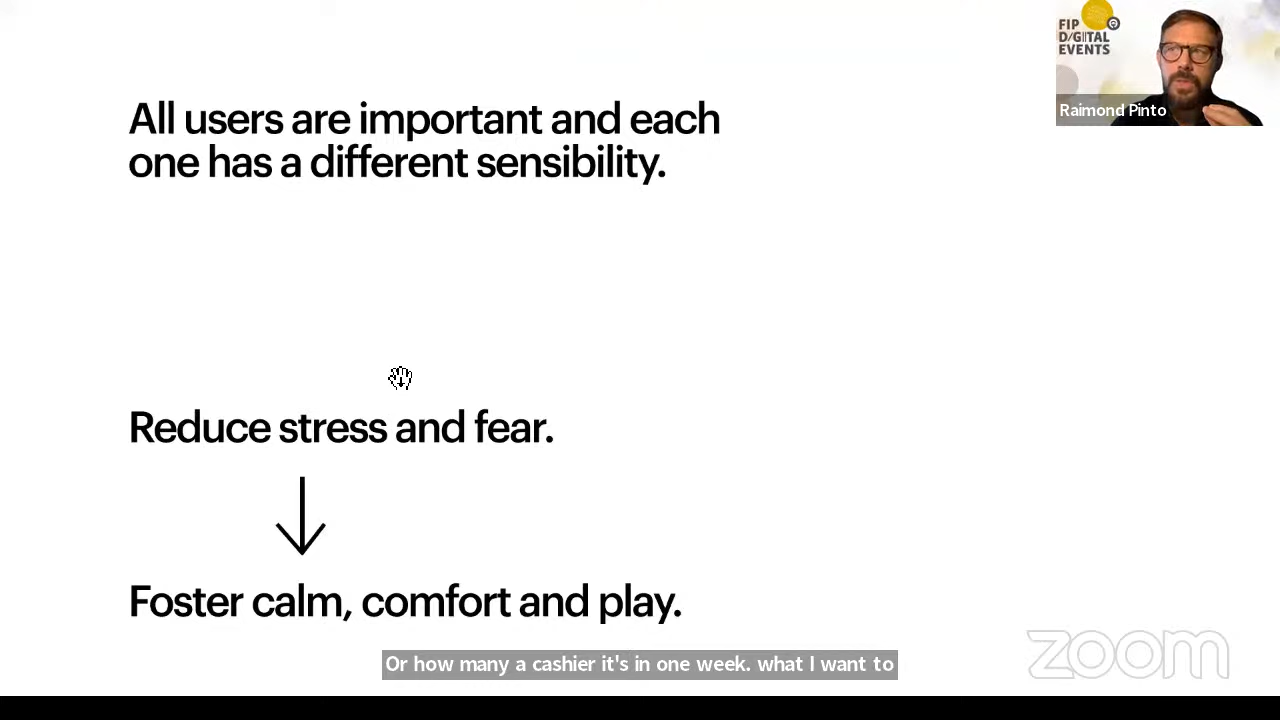 FIP
DIGITAL
EVENTS
Raimond Pinto
All users are important and each
one has a different sensibility.
Reduce stress and fear.
Foster calm, comfort and play.
Or how many a cashier it's in one week. what I want to
zoom